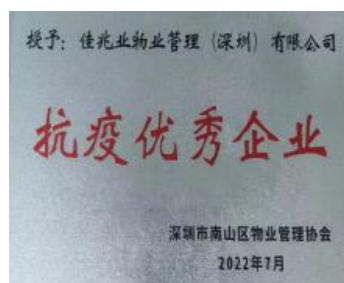 授予：佳兆业物业管理（深圳）有限公司
抗疫优秀企业
深圳市南山区物业管理协会
2022年7月